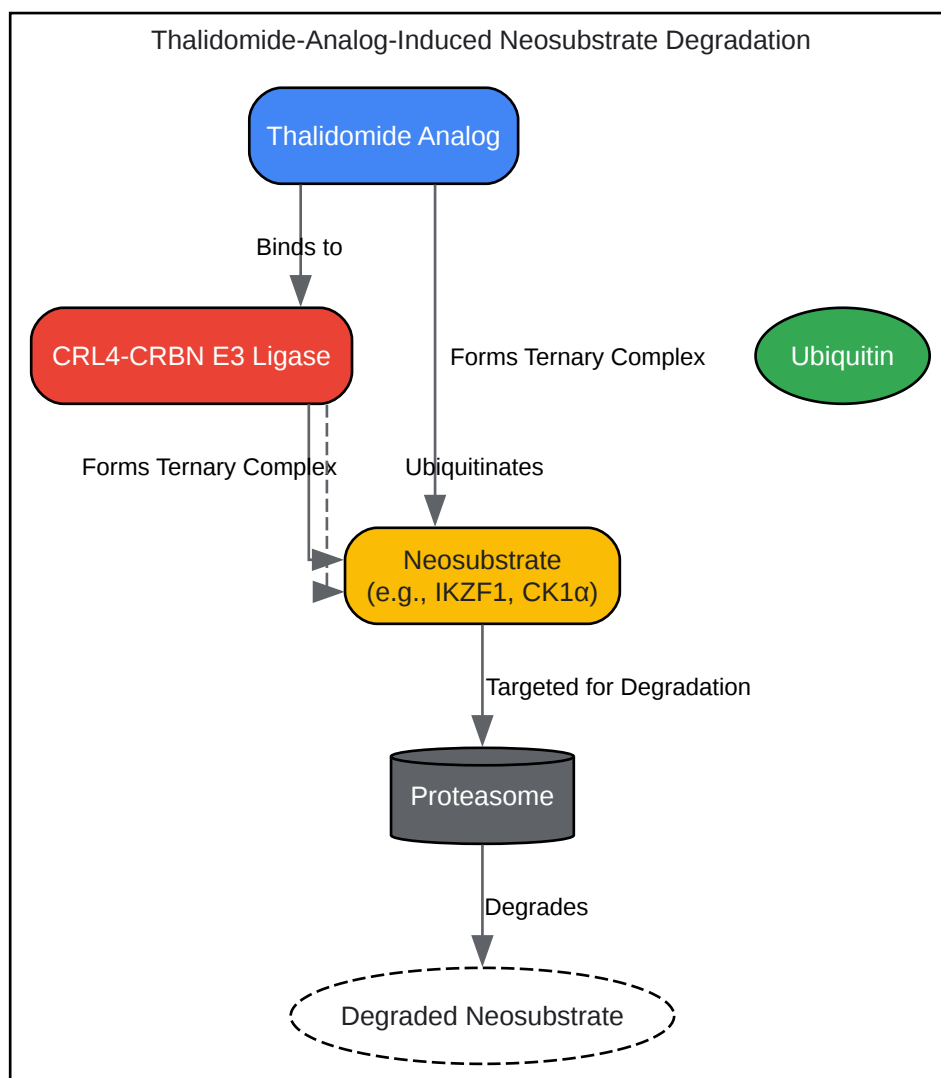 Thalidomide-Analog-Induced Neosubstrate Degradation
Thalidomide Analog
Binds to
CRL4-CRBN E3 Ligase
Forms Ternary Complex
Ubiquitin
Forms Ternary Complex
Ubiquitinates
Neosubstrate
(e.g., IKZF1, CK1α)
Targeted for Degradation
Proteasome
Degrades
Degraded Neosubstrate